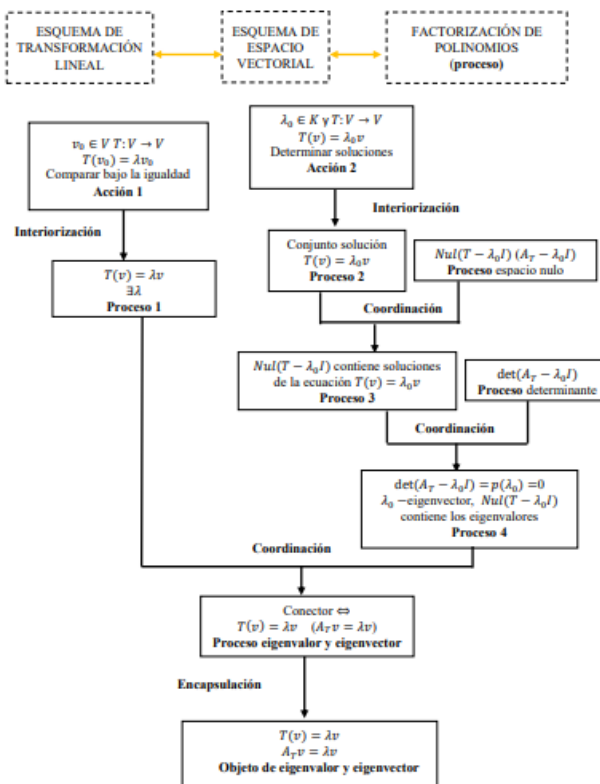 ESQUEMA DE
TRANSFORMACIÓN
LINEAL
ESQUEMA DE
ESPACIO
VECTORIAL
FACTORIZACIÓN DE
POLINOMIOS
(proceso)
v₀ ∈ V T: V → V
T(v₀) = λv₀
Comparar bajo la igualdad
Acción 1
λ₀ ∈ K y T: V → V
T(v) = λ₀v
Determinar soluciones
Acción 2
Interiorización
Interiorización
T(v) = λv
∃λ
Proceso 1
Conjunto solución
T(v) = λ₀v
Proceso 2
Nul(T − λ₀I) (A_T − λ₀I)
Proceso espacio nulo
Coordinación
Nul(T − λ₀I) contiene soluciones
de la ecuación T(v) = λ₀v
Proceso 3
det(A_T − λ₀I)
Proceso determinante
Coordinación
det(A_T − λ₀I) = p(λ₀) =0
λ₀ −eigenvector, Nul(T − λ₀I)
contiene los eigenvalores
Proceso 4
Coordinación
Conector ⇔
T(v) = λv (A_T v = λv)
Proceso eigenvalor y eigenvector
Encapsulación
T(v) = λv
A_T v = λv
Objeto de eigenvalor y eigenvector